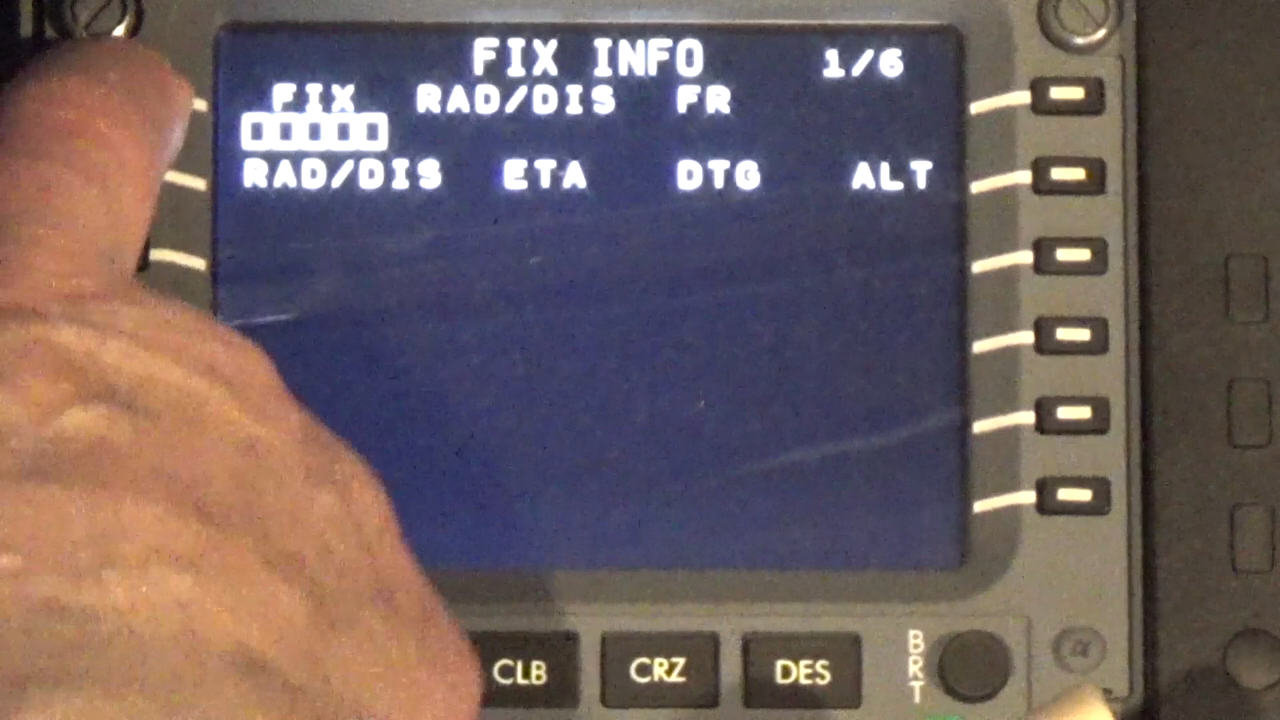 FIX INFO 1/6
FIX RAD/DIS FR
RAD/DIS ETA DTG ALT
CLB CRZ DES BRT